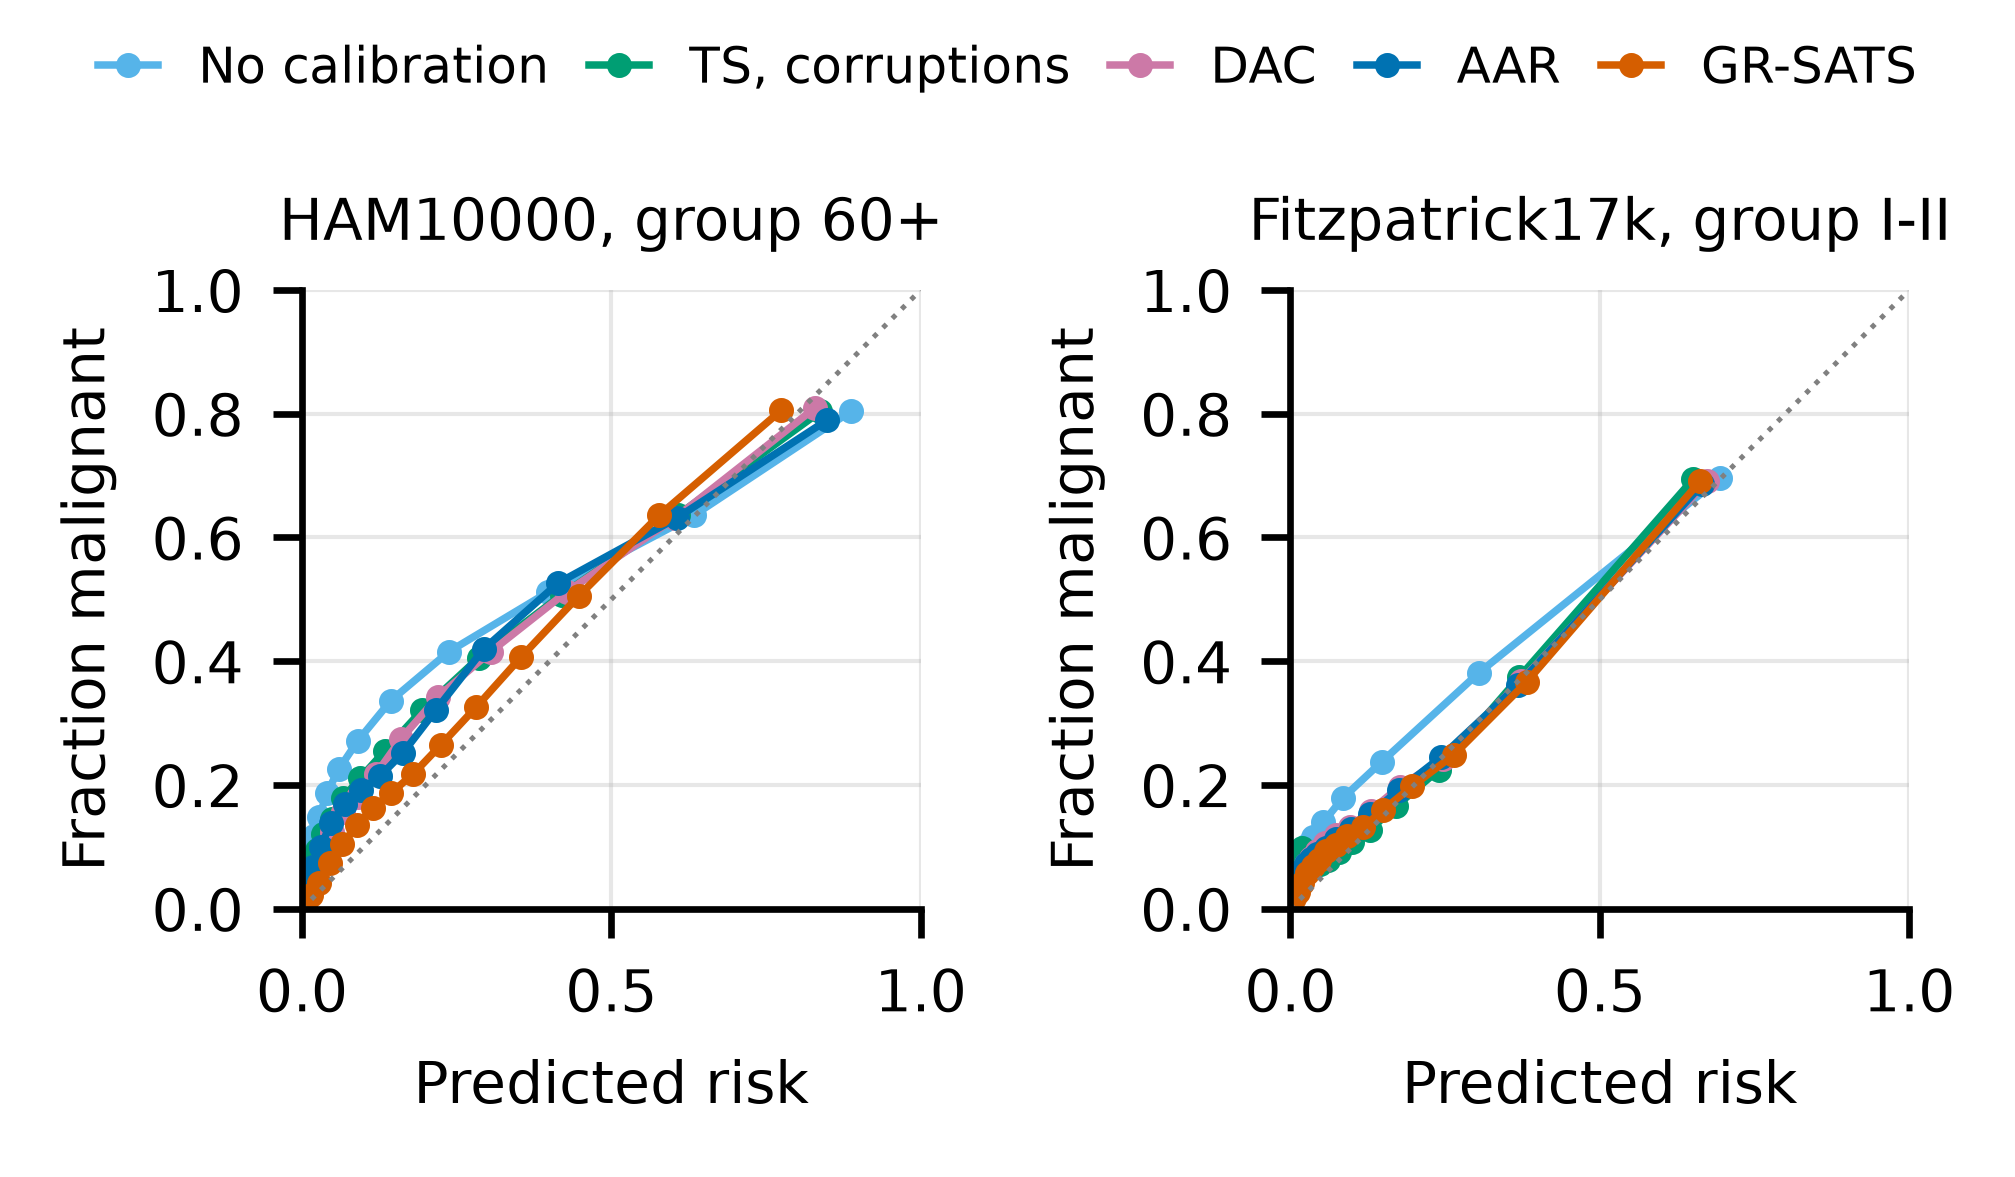 No calibration TS, corruptions DAC AAR GR-SATS
HAM10000, group 60+
Fraction malignant
1.0
0.8
0.6
0.4
0.2
0.0
0.0 0.5 1.0
Predicted risk
Fitzpatrick17k, group I-II
Fraction malignant
1.0
0.8
0.6
0.4
0.2
0.0
0.0 0.5 1.0
Predicted risk